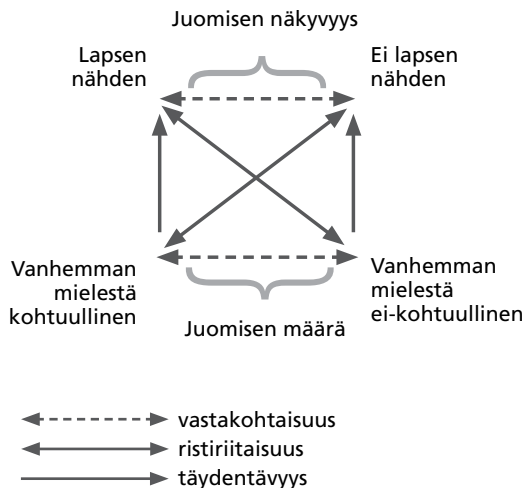 Juomisen näkyvyys
Lapsen
nähden
Ei lapsen
nähden
Vanhemman
mielestä
kohtuullinen
Vanhemman
mielestä
ei-kohtuullinen
Juomisen määrä
vastakohtaisuus
ristiriitaisuus
täydentävyys